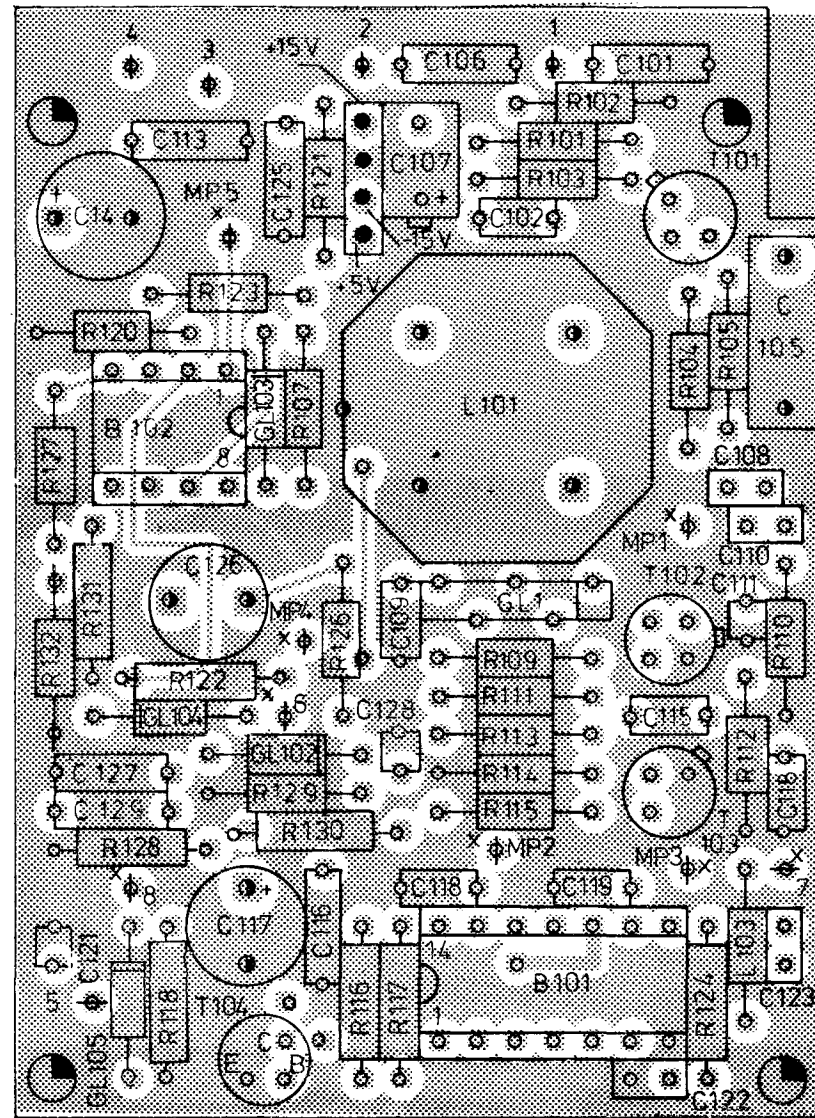 4
3
2
1
+15V
C106
C101
R102
C113
C125
R121
C107
R101
T101
R103
MP5
+
C14
+
C102
-15V
+5V
R123
C
105
R120
R104
R105
GL103
R107
L101
1
B102
8
R127
C108
MP1
C110
R131
C126
T102
C111
MP4
R126
C109
GL1
R110
R132
R109
R122
R111
6
GL104
C128
C115
R113
R112
GL102
C127
R114
C129
R129
R115
T
103
R130
R128
MP2
MP3
8
7
C118
C119
+
C117
C116
C121
14
L103
B101
5
T104
R118
R116
R117
R124
C123
1
C
E
B
GL105
C122